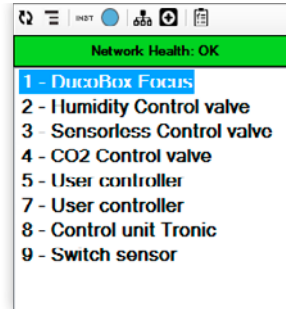 INST
Network Health: OK
1 - DucoBox Focus
2 - Humidity Control valve
3 - Sensorless Control valve
4 - CO2 Control valve
5 - User controller
7 - User controller
8 - Control unit Tronic
9 - Switch sensor